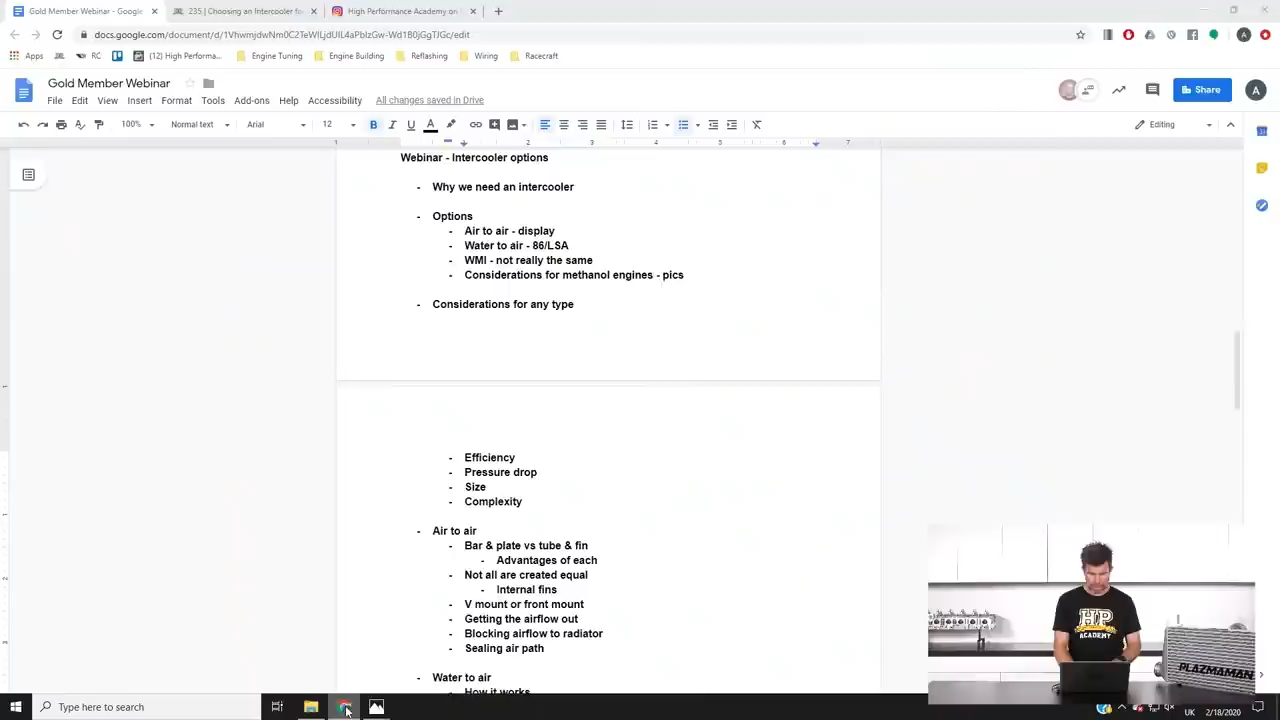 Gold Member Webinar - Google
235 | Choosing an Intercooler fo
High Performance Academy on I
docs.google.com/document/d/
Apps
RC
(12) High Performa...
Engine Tuning
Engine Building
Reflashing
Wiring
Racecraft
Gold Member Webinar
File Edit View Insert Format Tools Add-ons Help Accessibility All changes saved in Drive
Share
A
100% Normal text Arial 12 B I U A Editing
1 2 3 4 5 6 7
Webinar - Intercooler options
- Why we need an intercooler
- Options
- Air to air - display
- Water to air - 86/LSA
- WMI - not really the same
- Considerations for methanol engines - pics
- Considerations for any type
- Efficiency
- Pressure drop
- Size
- Complexity
- Air to air
- Bar & plate vs tube & fin
- Advantages of each
- Not all are created equal
- Internal fins
- V mount or front mount
- Getting the airflow out
- Blocking airflow to radiator
- Sealing air path
- Water to air
- How it works
HP
ACADEMY
PLAZMAMAN
Type here to search
UK
2/18/2020